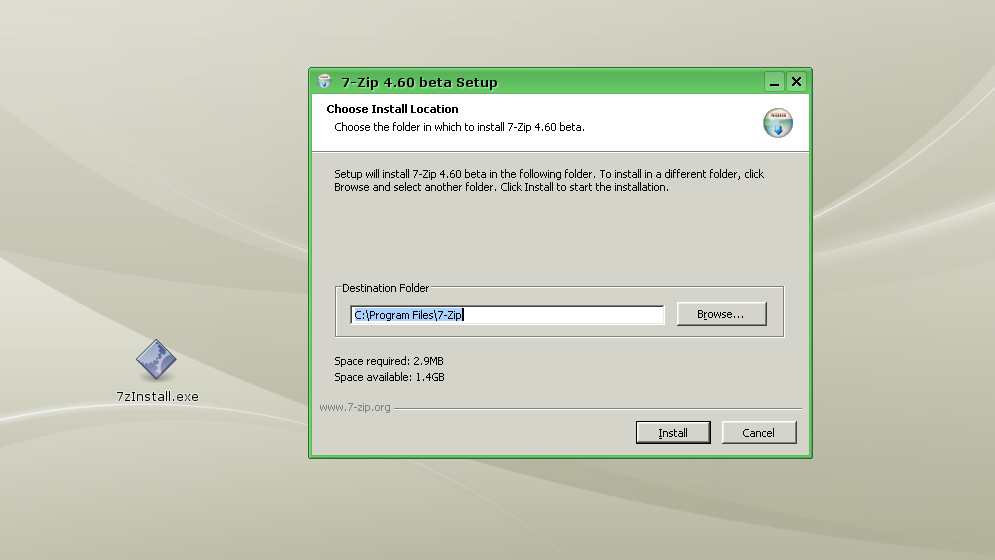 7-Zip 4.60 beta Setup
Choose Install Location
Choose the folder in which to install 7-Zip 4.60 beta.
Setup will install 7-Zip 4.60 beta in the following folder. To install in a different folder, click
Browse and select another folder. Click Install to start the installation.
Destination Folder
C:\Program Files\7-Zip
Browse...
7zInstall.exe
Space required: 2.9MB
Space available: 1.4GB
www.7-zip.org
Install
Cancel